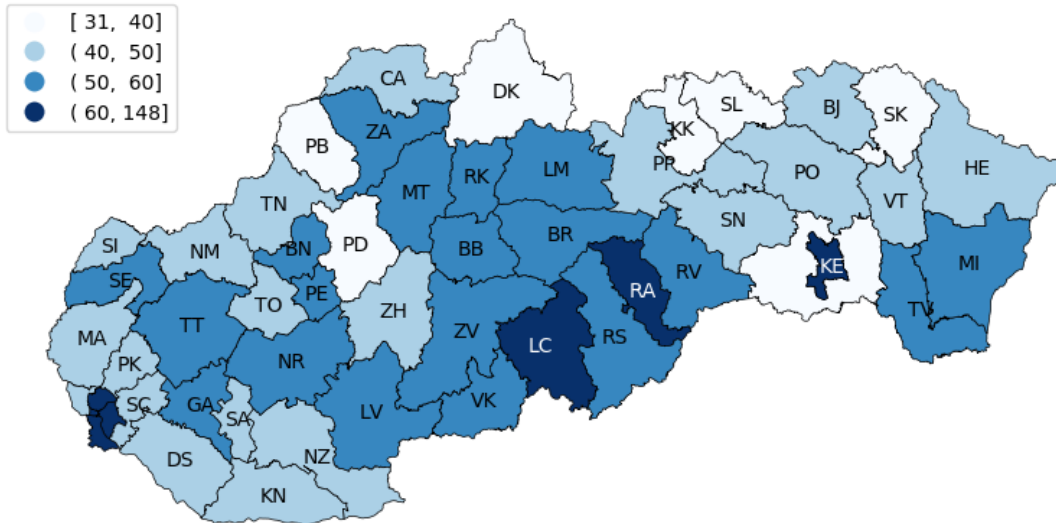 [ 31, 40]
( 40, 50]
( 50, 60]
( 60, 148]
CA
DK
SL
BJ
SK
KK
ZA
PB
PP
HE
LM
RK
MT
PO
VT
TN
SN
BR
SI
NM
BN
PD
BB
MI
SE
RV
KE
RA
PE
TO
ZH
TV
TT
MA
ZV
RS
LC
PK
NR
SC
GA
SA
LV
VK
DS
NZ
KN